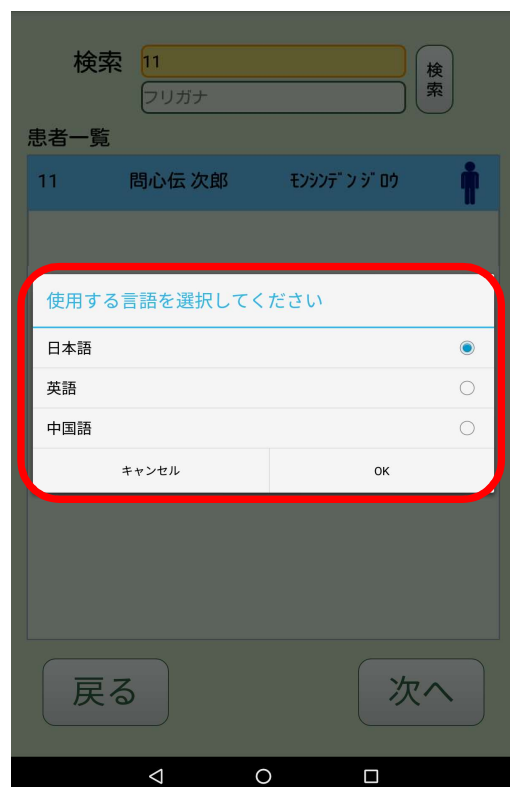 検索 11 検索
フリガナ
患者一覧
11 問心伝 次郎 ﾓﾝｼﾝﾃﾞﾝ ｼﾞﾛｳ
使用する言語を選択してください
日本語
英語
中国語
キャンセル OK
戻る 次へ